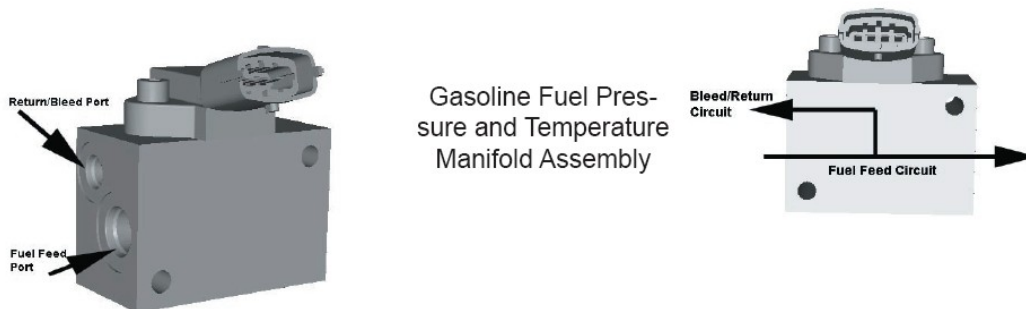 Return/Bleed Port
Fuel Feed
Port
Gasoline Fuel Pres-
sure and Temperature
Manifold Assembly
Bleed/Return
Circuit
Fuel Feed Circuit